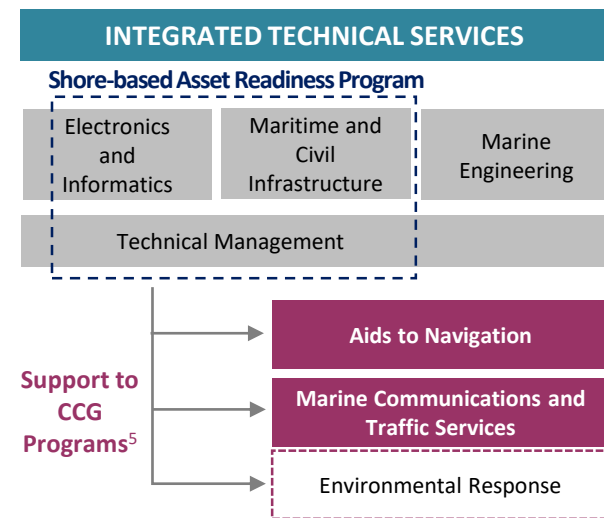 INTEGRATED TECHNICAL SERVICES
Shore-based Asset Readiness Program
Electronics
and
Informatics
Maritime and
Civil
Infrastructure
Marine
Engineering
Technical Management
Support to
CCG
Programs5
Aids to Navigation
Marine Communications and
Traffic Services
Environmental Response